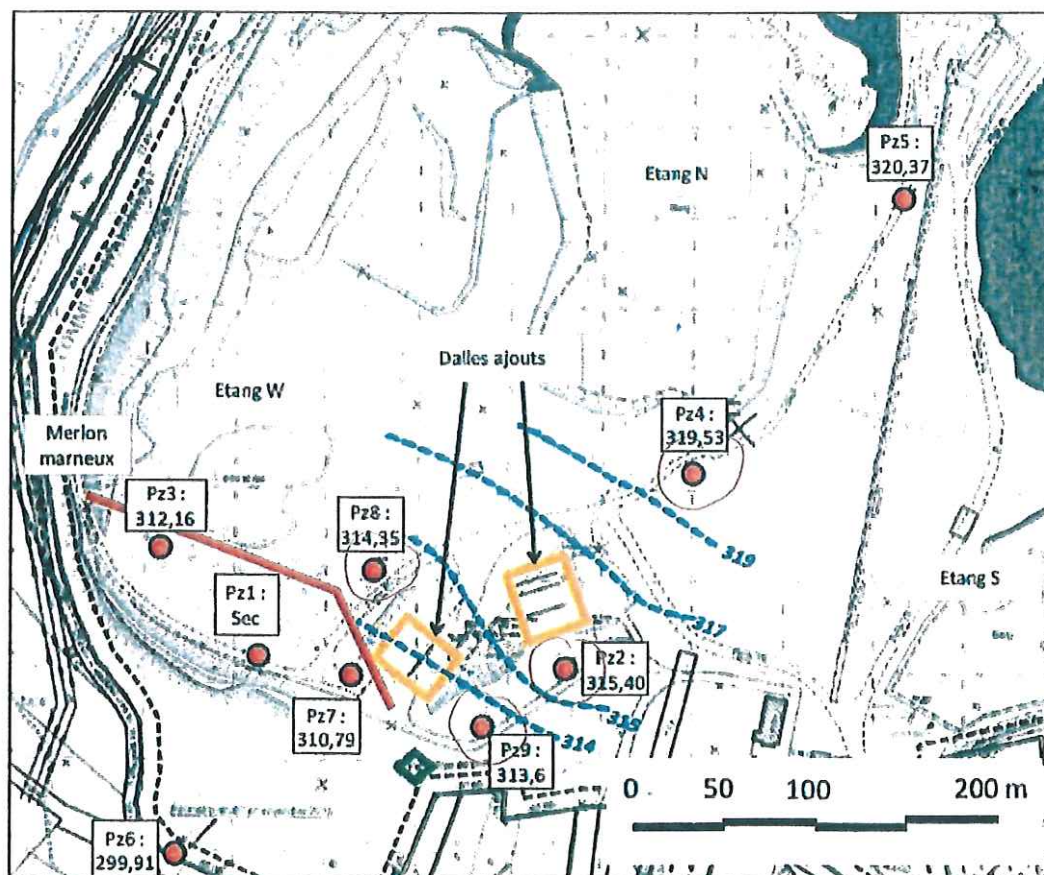 Pz5 :
320,37
Etang N
Dalles ajouts
Etang W
Pz4 :
319,53
Merlon
marneux
Pz3 :
312,16
Pz8 :
314,35
319
Etang S
Pz1 :
Sec
317
Pz2 :
315,40
Pz7 :
310,79
315
314
Pz9 :
313,6
0 50 100 200 m
Pz6 :
299,91